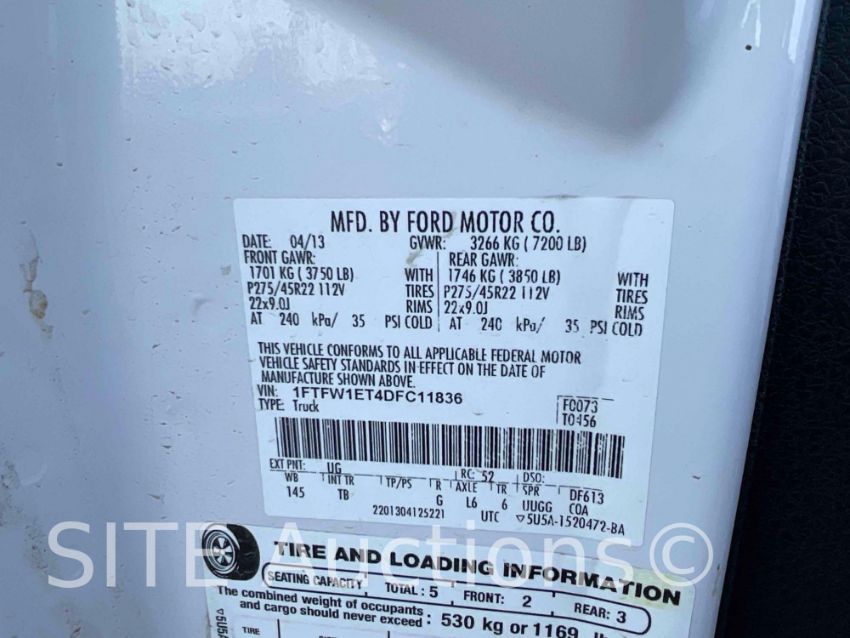 MFD. BY FORD MOTOR CO.
DATE: 04/13 GVWR: 3266 KG ( 7200 LB)
FRONT GAWR: REAR GAWR:
1701 KG ( 3750 LB) WITH 1746 KG ( 3850 LB) WITH
P275/45R22 112V TIRES P275/45R22 112V TIRES
22x9.0J RIMS 22x9.0J RIMS
AT 240 kPa/ 35 PSI COLD AT 240 kPa/ 35 PSI COLD
THIS VEHICLE CONFORMS TO ALL APPLICABLE FEDERAL MOTOR
VEHICLE SAFETY STANDARDS IN EFFECT ON THE DATE OF
MANUFACTURE SHOWN ABOVE.
VIN: 1FTFW1ET4DFC11836 FC073
TYPE: Truck T0456
EXT PNT: UG RC: 52 DSO:
WB INT TR TP/PS R AXLE TR SPR DF613
145 TB G L6 6 UUGG COA
2201304125221 UTC ▽5U5A-1520472-BA
SITE Auctions©
TIRE AND LOADING INFORMATION
SEATING CAPACITY TOTAL: 5 FRONT: 2 REAR: 3
The combined weight of occupants
and cargo should never exceed: 530 kg or 1169
TIRE